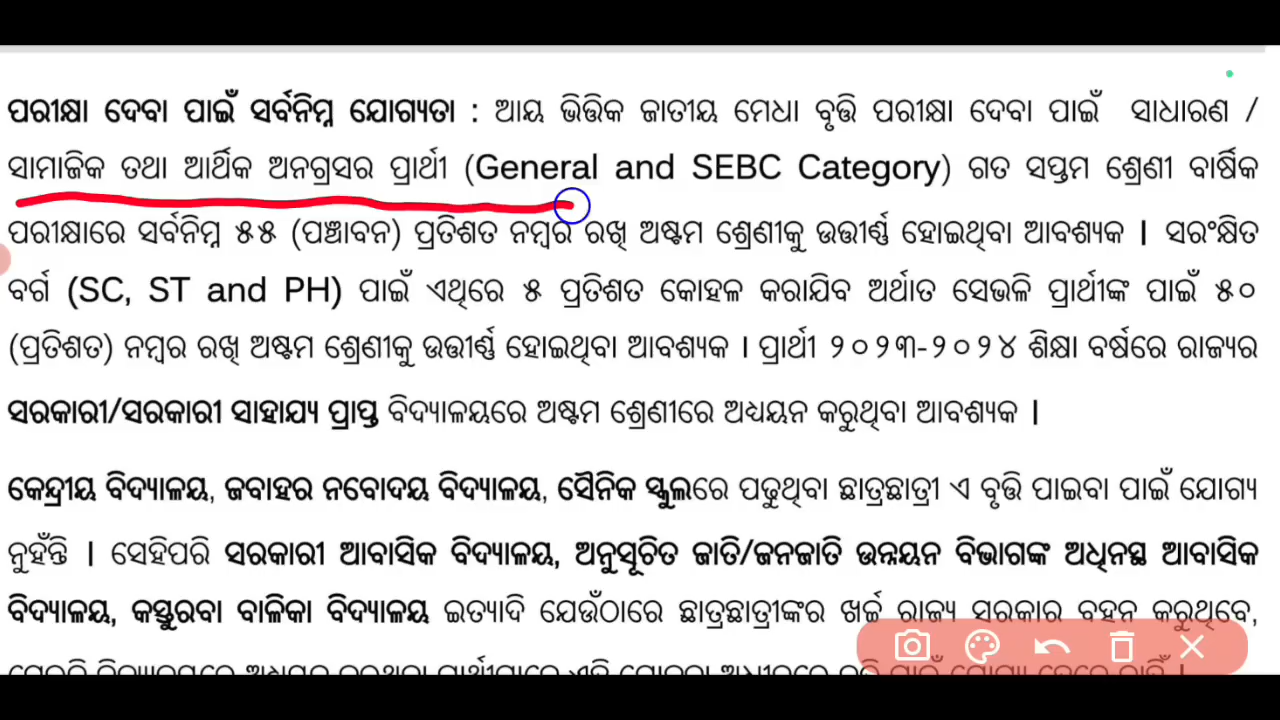 ପରୀକ୍ଷା ଦେବା ପାଇଁ ସର୍ବନିମ୍ନ ଯୋଗ୍ୟତା : ଆୟ ଭିତ୍ତିକ ଜାତୀୟ ମେଧା ବୃତ୍ତି ପରୀକ୍ଷା ଦେବା ପାଇଁ ସାଧାରଣ /
ସାମାଜିକ ତଥା ଆର୍ଥିକ ଅନଗ୍ରସର ପ୍ରାର୍ଥୀ (General and SEBC Category) ଗତ ସପ୍ତମ ଶ୍ରେଣୀ ବାର୍ଷିକ
ପରୀକ୍ଷାରେ ସର୍ବନିମ୍ନ ୫୫ (ପଞ୍ଚାବନ) ପ୍ରତିଶତ ନମ୍ବର ରଖି ଅଷ୍ଟମ ଶ୍ରେଣୀକୁ ଉତ୍ତୀର୍ଣ୍ଣ ହୋଇଥିବା ଆବଶ୍ୟକ । ସରଂକ୍ଷିତ
ବର୍ଗ (SC, ST and PH) ପାଇଁ ଏଥିରେ ୫ ପ୍ରତିଶତ କୋହଳ କରାଯିବ ଅର୍ଥାତ ସେଭଳି ପ୍ରାର୍ଥୀଙ୍କ ପାଇଁ ୫୦
(ପ୍ରତିଶତ) ନମ୍ବର ରଖି ଅଷ୍ଟମ ଶ୍ରେଣୀକୁ ଉତ୍ତୀର୍ଣ୍ଣ ହୋଇଥିବା ଆବଶ୍ୟକ । ପ୍ରାର୍ଥୀ ୨୦୨୩-୨୦୨୪ ଶିକ୍ଷା ବର୍ଷରେ ରାଜ୍ୟର
ସରକାରୀ/ସରକାରୀ ସାହାଯ୍ୟ ପ୍ରାପ୍ତ ବିଦ୍ୟାଳୟରେ ଅଷ୍ଟମ ଶ୍ରେଣୀରେ ଅଧ୍ୟୟନ କରୁଥିବା ଆବଶ୍ୟକ ।
କେନ୍ଦ୍ରୀୟ ବିଦ୍ୟାଳୟ, ଜବାହର ନବୋଦୟ ବିଦ୍ୟାଳୟ, ସୈନିକ ସ୍କୁଲରେ ପଢୁଥିବା ଛାତ୍ରଛାତ୍ରୀ ଏ ବୃତ୍ତି ପାଇବା ପାଇଁ ଯୋଗ୍ୟ
ନୁହଁନ୍ତି । ସେହିପରି ସରକାରୀ ଆବାସିକ ବିଦ୍ୟାଳୟ, ଅନୁସୂଚିତ ଜାତି/ଜନଜାତି ଉନ୍ନୟନ ବିଭାଗଙ୍କ ଅଧିନସ୍ଥ ଆବାସିକ
ବିଦ୍ୟାଳୟ, କସ୍ତୁରବା ବାଳିକା ବିଦ୍ୟାଳୟ ଇତ୍ୟାଦି ଯେଉଁଠାରେ ଛାତ୍ରଛାତ୍ରୀଙ୍କର ଖର୍ଚ୍ଚ ରାଜ୍ୟ ସରକାର ବହନ କରୁଥିବେ,